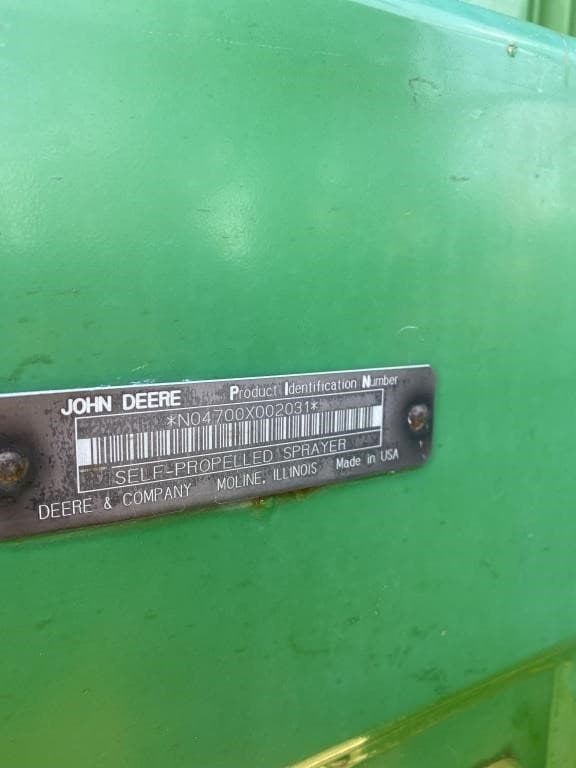 JOHN DEERE Product Identification Number
*N04700X002031*
SELF-PROPELLED SPRAYER
DEERE & COMPANY MOLINE, ILLINOIS Made in USA